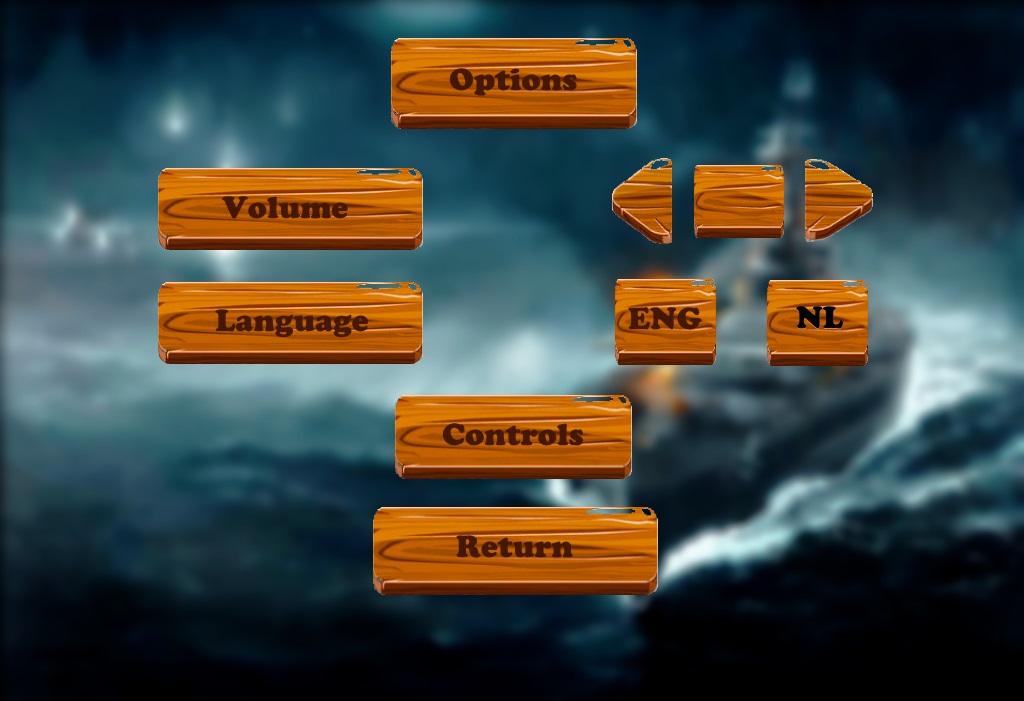 Options
Volume
Language
ENG
NL
Controls
Return